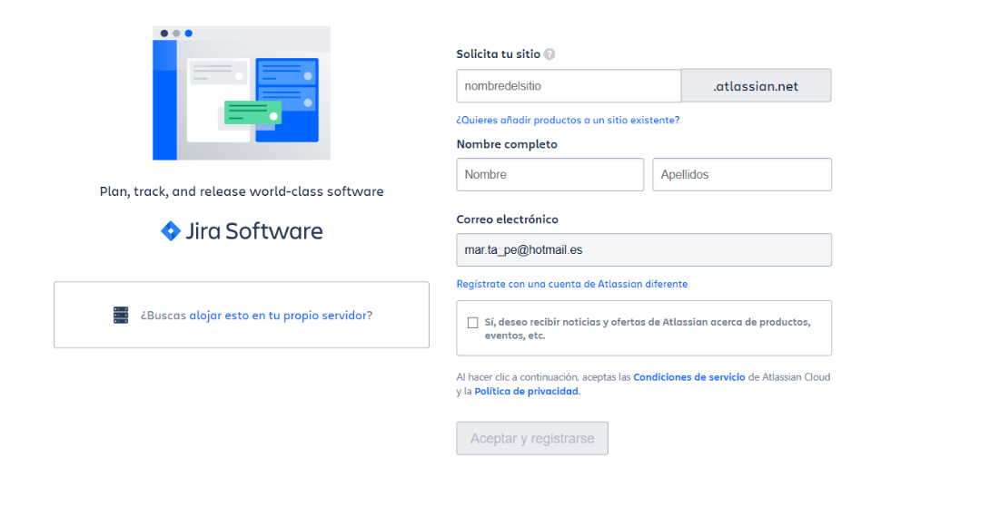 Plan, track, and release world-class software
Jira Software
¿Buscas alojar esto en tu propio servidor?
Solicita tu sitio ?
nombredelsitio
.atlassian.net
¿Quieres añadir productos a un sitio existente?
Nombre completo
Nombre
Apellidos
Correo electrónico
mar.ta_pe@hotmail.es
Regístrate con una cuenta de Atlassian diferente
Sí, deseo recibir noticias y ofertas de Atlassian acerca de productos,
eventos, etc.
Al hacer clic a continuación, aceptas las Condiciones de servicio de Atlassian Cloud
y la Política de privacidad.
Aceptar y registrarse